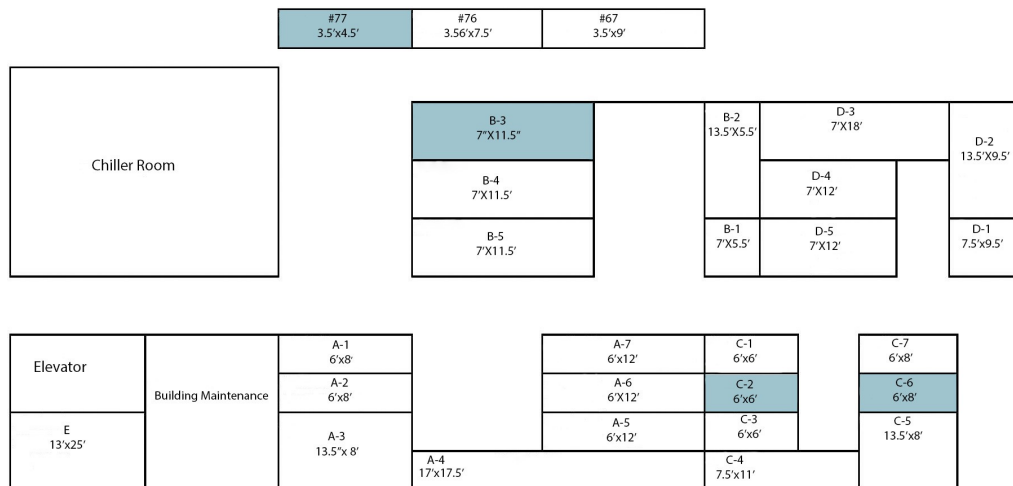 #77
3.5'x4.5'
#76
3.56'x7.5'
#67
3.5'x9'
Chiller Room
B-3
7"X11.5"
B-4
7'X11.5'
B-5
7'X11.5'
B-2
13.5'X5.5'
B-1
7'X5.5'
D-3
7'X18'
D-4
7'X12'
D-5
7'X12'
D-2
13.5'X9.5'
D-1
7.5'x9.5'
Elevator
E
13'x25'
Building Maintenance
A-1
6'x8'
A-2
6'x8'
A-3
13.5"x 8'
A-4
17'x17.5'
A-7
6'x12'
A-6
6'X12'
A-5
6'x12'
C-1
6'x6'
C-2
6'x6'
C-3
6'x6'
C-4
7.5'x11'
C-7
6'x8'
C-6
6'x8'
C-5
13.5'x8'